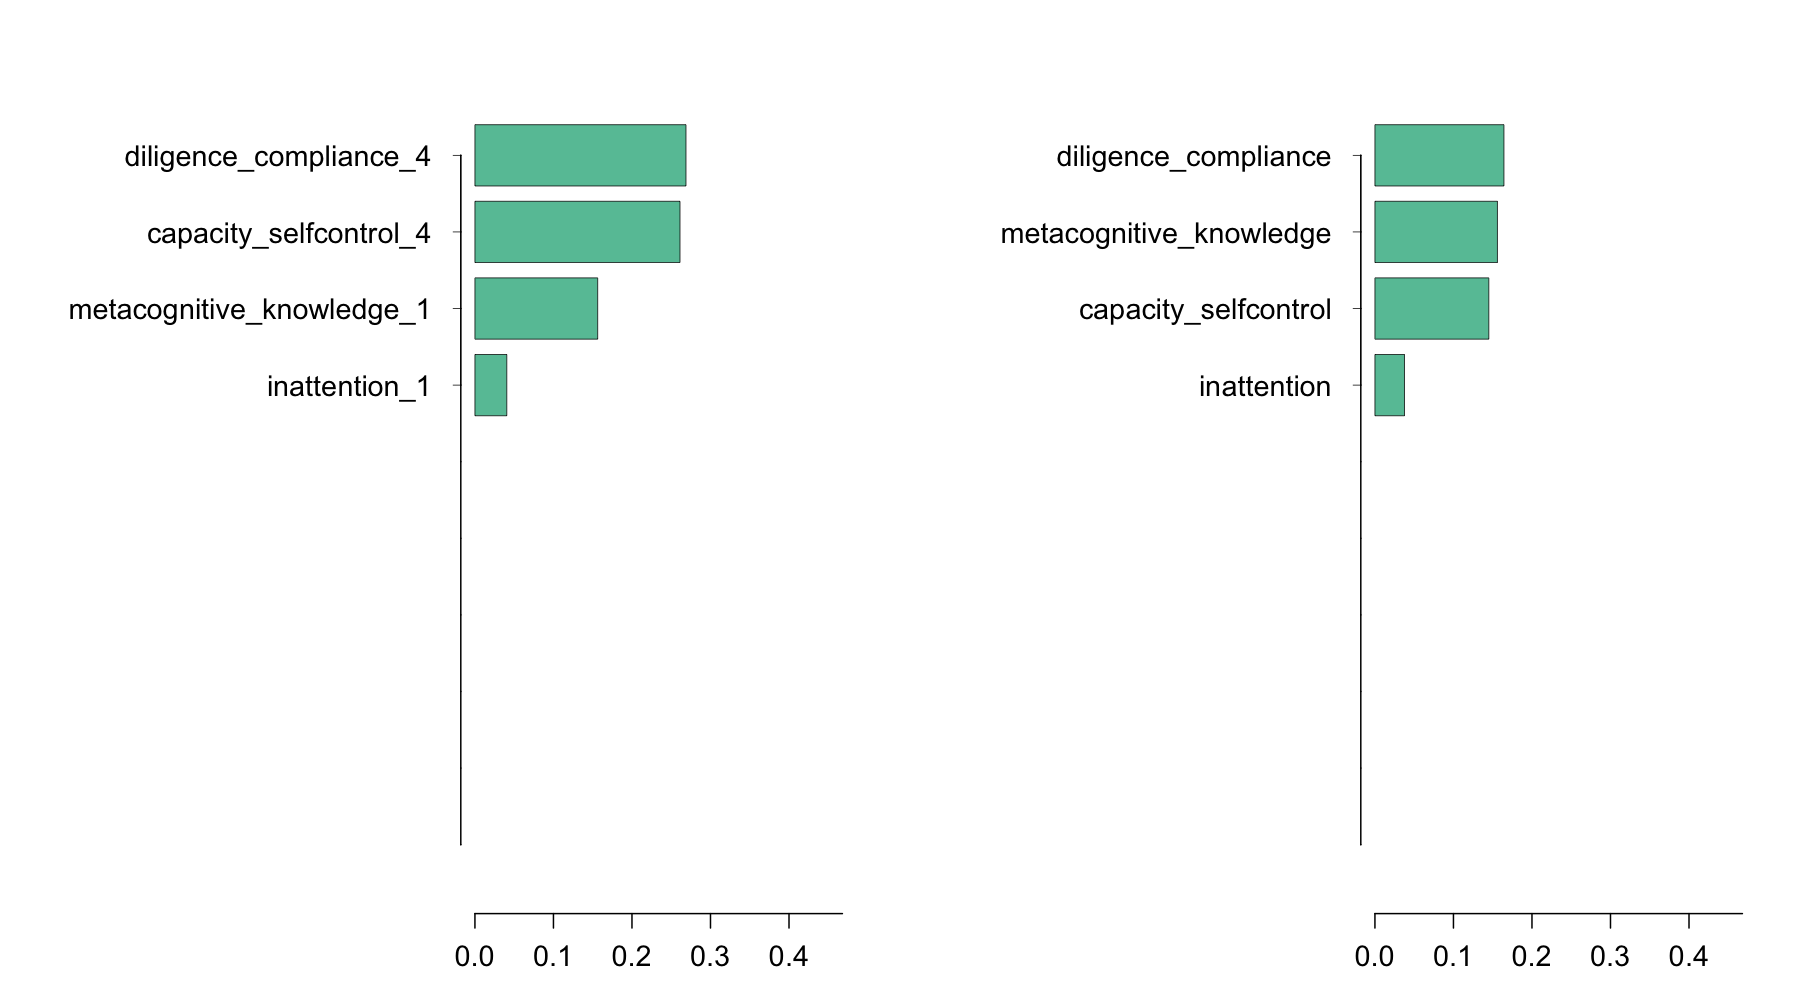 diligence_compliance_4
capacity_selfcontrol_4
metacognitive_knowledge_1
inattention_1
0.0 0.1 0.2 0.3 0.4
diligence_compliance
metacognitive_knowledge
capacity_selfcontrol
inattention
0.0 0.1 0.2 0.3 0.4